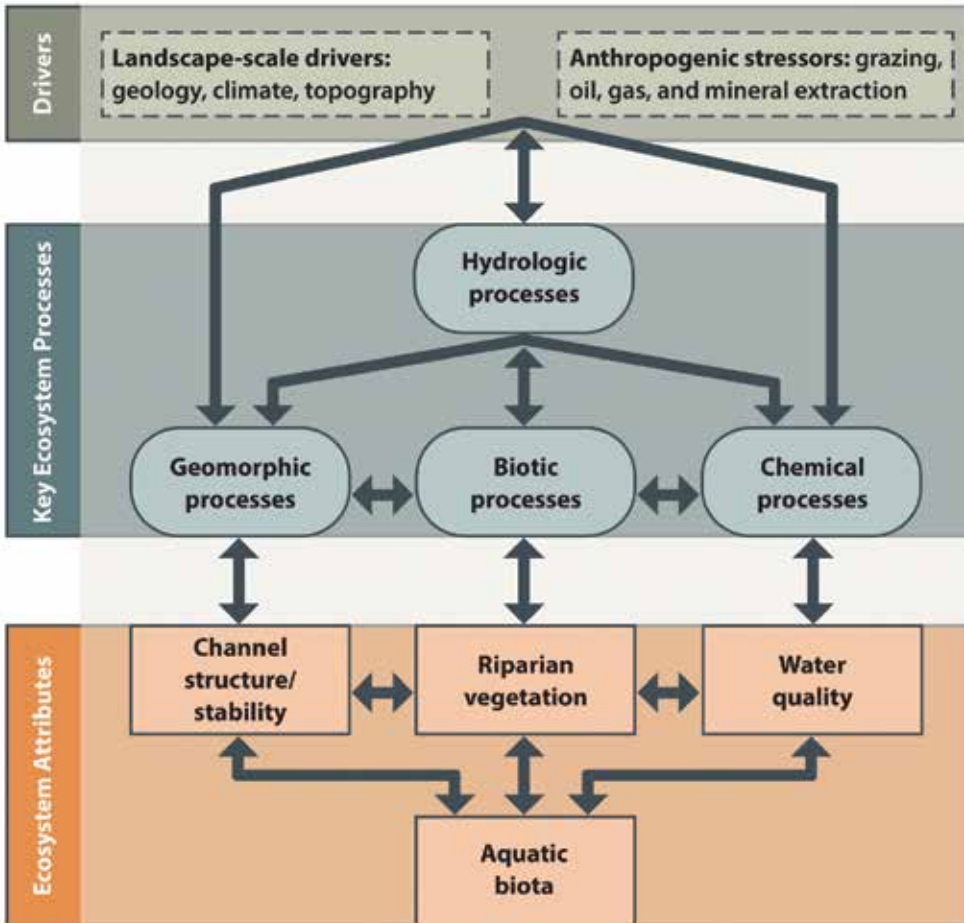 Drivers
Landscape-scale drivers:
geology, climate, topography
Anthropogenic stressors: grazing,
oil, gas, and mineral extraction
Key Ecosystem Processes
Hydrologic
processes
Geomorphic
processes
Biotic
processes
Chemical
processes
Ecosystem Attributes
Channel
structure/
stability
Riparian
vegetation
Water
quality
Aquatic
biota